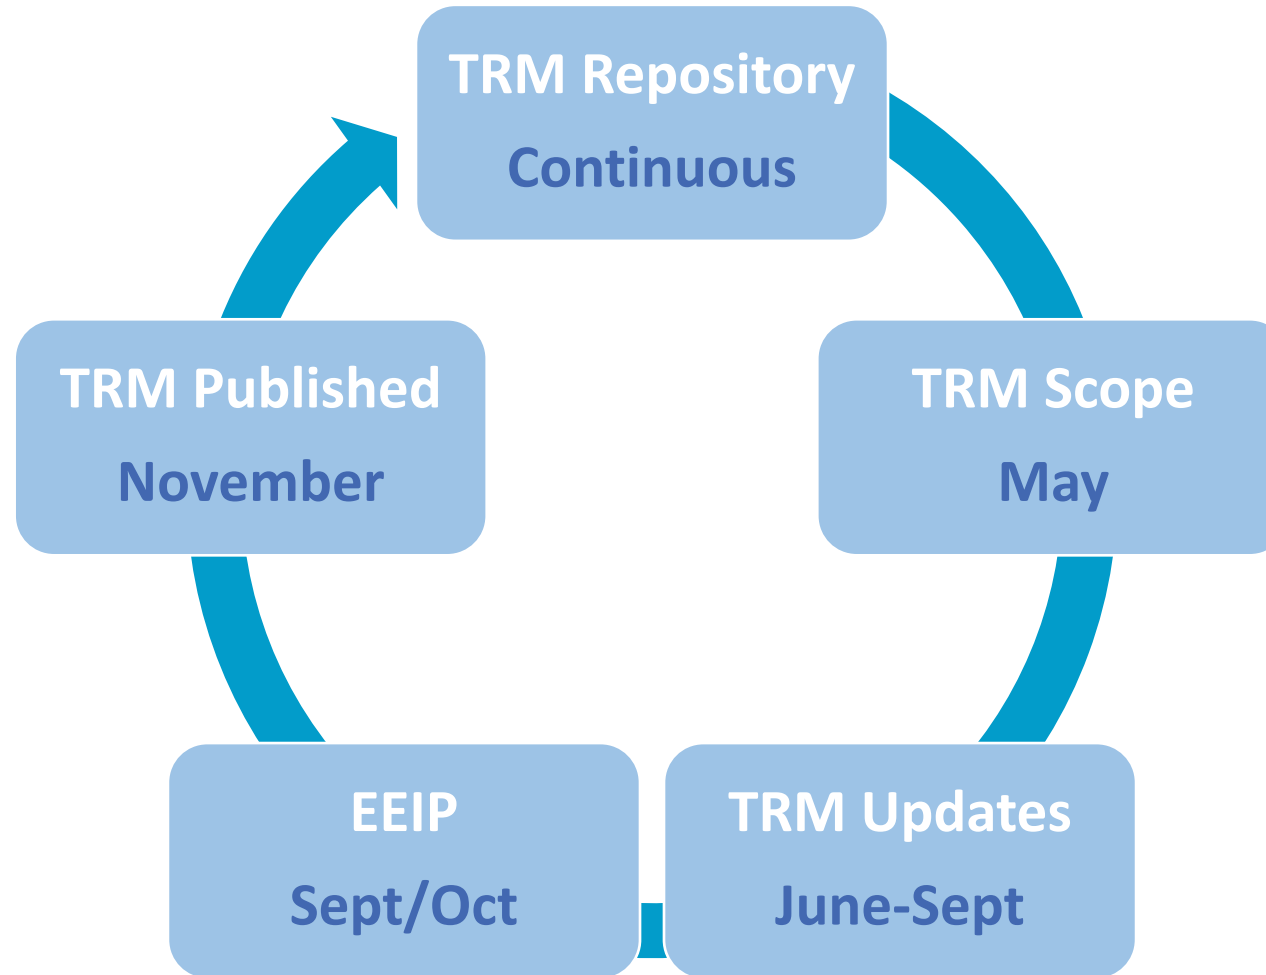 TRM Repository
Continuous
TRM Scope
May
TRM Updates
June-Sept
EEIP
Sept/Oct
TRM Published
November